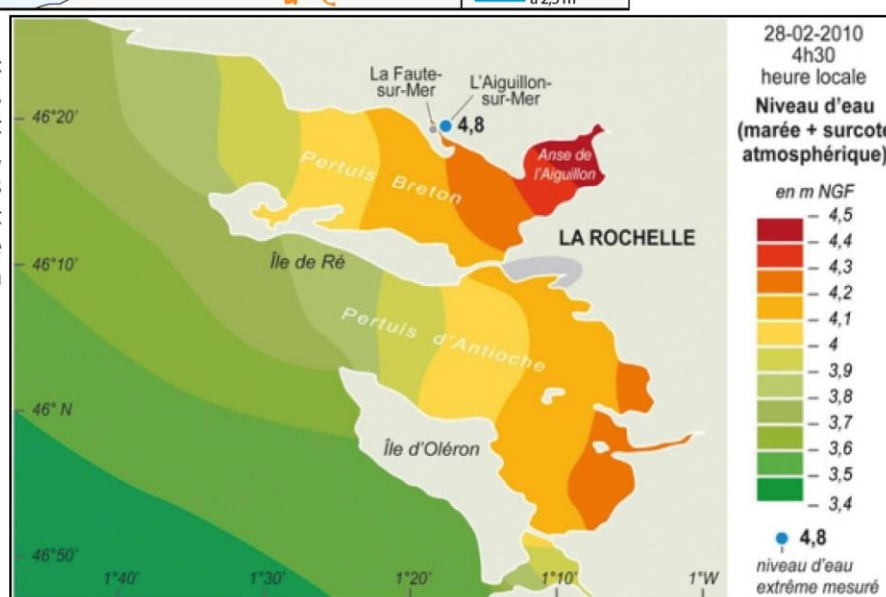 à 2,5 m
28-02-2010
4h30
heure locale
Niveau d'eau
(marée + surcote
atmosphérique)
en m NGF
4,5
4,4
4,3
4,2
4,1
4
3,9
3,8
3,7
3,6
3,5
3,4
4,8
niveau d'eau
extrême mesuré
La Faute-
sur-Mer
L'Aiguillon-
sur-Mer
4,8
46°20'
Anse de
l'Aiguillon
Pertuis Breton
LA ROCHELLE
46°10'
Île de Ré
Pertuis d'Antioche
46° N
Île d'Oléron
46°50'
1°40'
1°30'
1°20'
1°10'
1°W